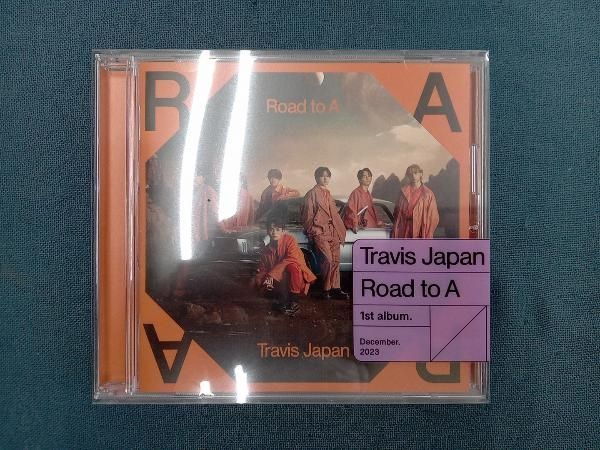 R
A
Road to A
Travis Japan
Road to A
1st album.
December.
2023
Travis Japan
A
R